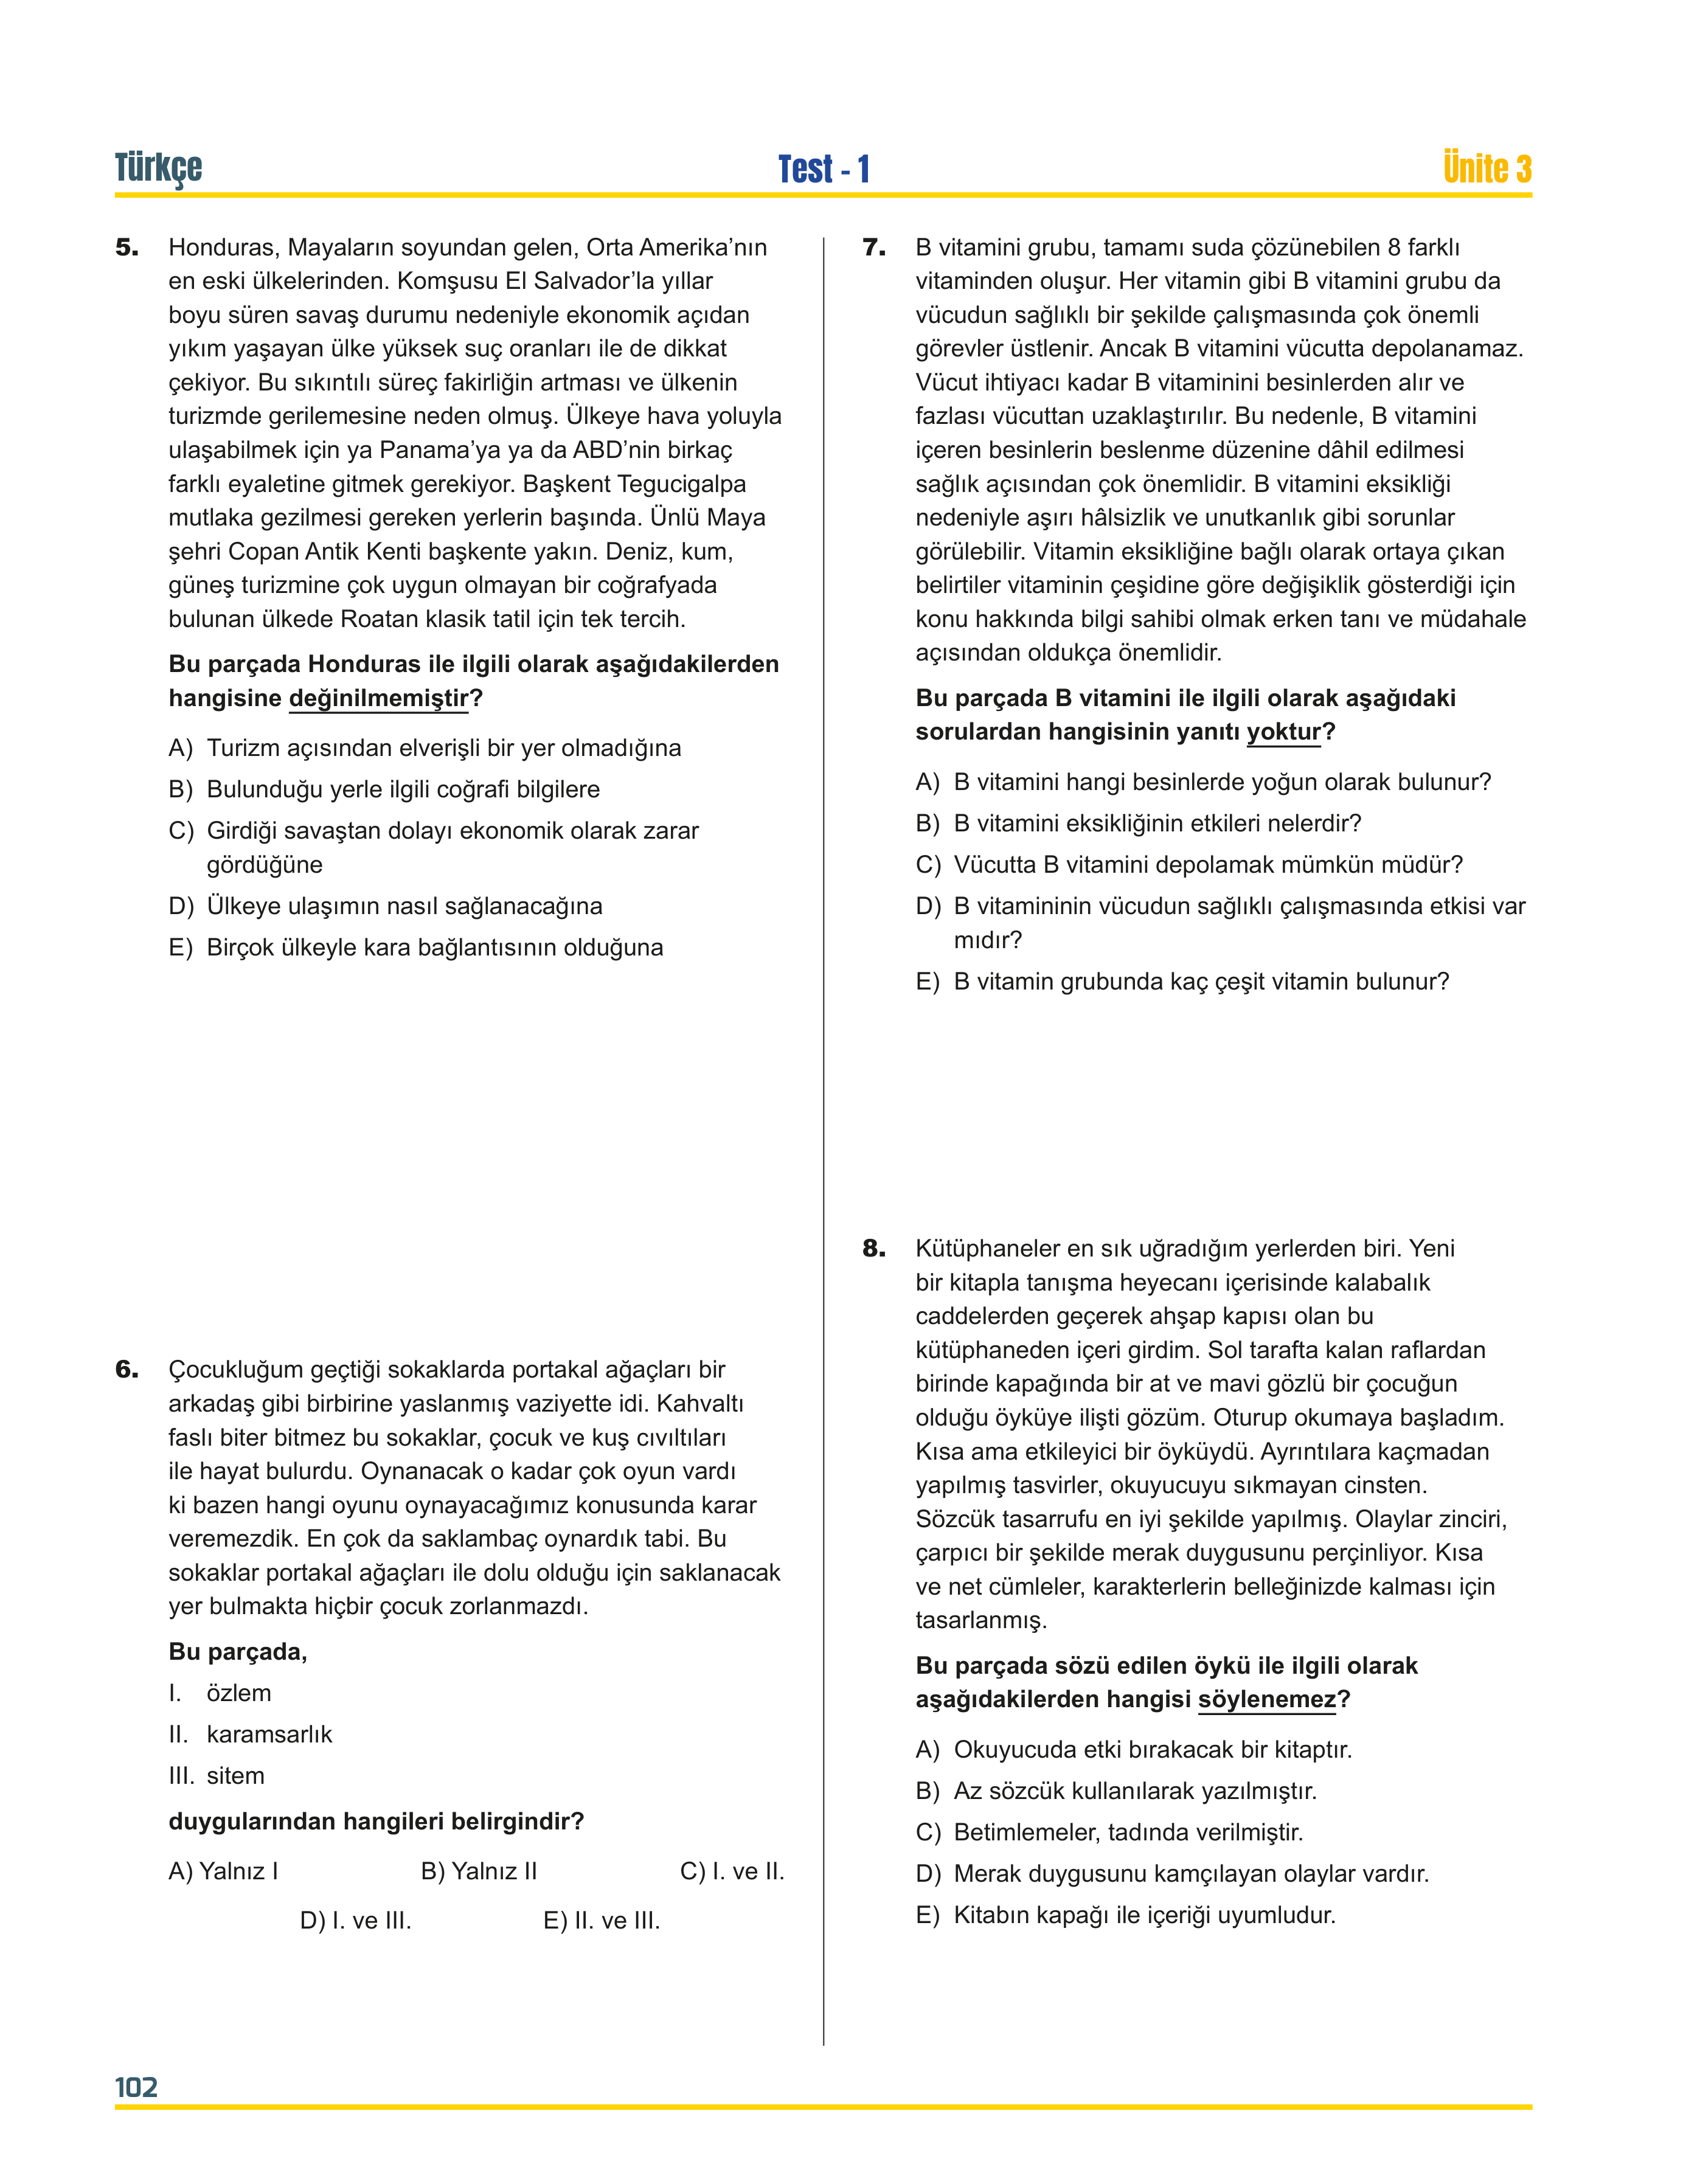 Türkçe
Test - 1
Ünite 3
5. Honduras, Mayaların soyundan gelen, Orta Amerika’nın
en eski ülkelerinden. Komşusu El Salvador’la yıllar
boyu süren savaş durumu nedeniyle ekonomik açıdan
yıkım yaşayan ülke yüksek suç oranları ile de dikkat
çekiyor. Bu sıkıntılı süreç fakirliğin artması ve ülkenin
turizmde gerilemesine neden olmuş. Ülkeye hava yoluyla
ulaşabilmek için ya Panama’ya ya da ABD’nin birkaç
farklı eyaletine gitmek gerekiyor. Başkent Tegucigalpa
mutlaka gezilmesi gereken yerlerin başında. Ünlü Maya
şehri Copan Antik Kenti başkente yakın. Deniz, kum,
güneş turizmine çok uygun olmayan bir coğrafyada
bulunan ülkede Roatan klasik tatil için tek tercih.
Bu parçada Honduras ile ilgili olarak aşağıdakilerden
hangisine değinilmemiştir?
A) Turizm açısından elverişli bir yer olmadığına
B) Bulunduğu yerle ilgili coğrafi bilgilere
C) Girdiği savaştan dolayı ekonomik olarak zarar
gördüğüne
D) Ülkeye ulaşımın nasıl sağlanacağına
E) Birçok ülkeyle kara bağlantısının olduğuna
6. Çocukluğum geçtiği sokaklarda portakal ağaçları bir
arkadaş gibi birbirine yaslanmış vaziyette idi. Kahvaltı
faslı biter bitmez bu sokaklar, çocuk ve kuş cıvıltıları
ile hayat bulurdu. Oynanacak o kadar çok oyun vardı
ki bazen hangi oyunu oynayacağımız konusunda karar
veremezdik. En çok da saklambaç oynardık tabi. Bu
sokaklar portakal ağaçları ile dolu olduğu için saklanacak
yer bulmakta hiçbir çocuk zorlanmazdı.
Bu parçada,
I. özlem
II. karamsarlık
III. sitem
duygularından hangileri belirgindir?
A) Yalnız I B) Yalnız II C) I. ve II.
D) I. ve III. E) II. ve III.
7. B vitamini grubu, tamamı suda çözünebilen 8 farklı
vitaminden oluşur. Her vitamin gibi B vitamini grubu da
vücudun sağlıklı bir şekilde çalışmasında çok önemli
görevler üstlenir. Ancak B vitamini vücutta depolanamaz.
Vücut ihtiyacı kadar B vitaminini besinlerden alır ve
fazlası vücuttan uzaklaştırılır. Bu nedenle, B vitamini
içeren besinlerin beslenme düzenine dâhil edilmesi
sağlık açısından çok önemlidir. B vitamini eksikliği
nedeniyle aşırı hâlsizlik ve unutkanlık gibi sorunlar
görülebilir. Vitamin eksikliğine bağlı olarak ortaya çıkan
belirtiler vitaminin çeşidine göre değişiklik gösterdiği için
konu hakkında bilgi sahibi olmak erken tanı ve müdahale
açısından oldukça önemlidir.
Bu parçada B vitamini ile ilgili olarak aşağıdaki
sorulardan hangisinin yanıtı yoktur?
A) B vitamini hangi besinlerde yoğun olarak bulunur?
B) B vitamini eksikliğinin etkileri nelerdir?
C) Vücutta B vitamini depolamak mümkün müdür?
D) B vitamininin vücudun sağlıklı çalışmasında etkisi var
mıdır?
E) B vitamin grubunda kaç çeşit vitamin bulunur?
8. Kütüphaneler en sık uğradığım yerlerden biri. Yeni
bir kitapla tanışma heyecanı içerisinde kalabalık
caddelerden geçerek ahşap kapısı olan bu
kütüphaneden içeri girdim. Sol tarafta kalan raflardan
birinde kapağında bir at ve mavi gözlü bir çocuğun
olduğu öyküye ilişti gözüm. Oturup okumaya başladım.
Kısa ama etkileyici bir öyküydü. Ayrıntılara kaçmadan
yapılmış tasvirler, okuyucuyu sıkmayan cinsten.
Sözcük tasarrufu en iyi şekilde yapılmış. Olaylar zinciri,
çarpıcı bir şekilde merak duygusunu perçinliyor. Kısa
ve net cümleler, karakterlerin belleğinizde kalması için
tasarlanmış.
Bu parçada sözü edilen öykü ile ilgili olarak
aşağıdakilerden hangisi söylenemez?
A) Okuyucuda etki bırakacak bir kitaptır.
B) Az sözcük kullanılarak yazılmıştır.
C) Betimlemeler, tadında verilmiştir.
D) Merak duygusunu kamçılayan olaylar vardır.
E) Kitabın kapağı ile içeriği uyumludur.
102